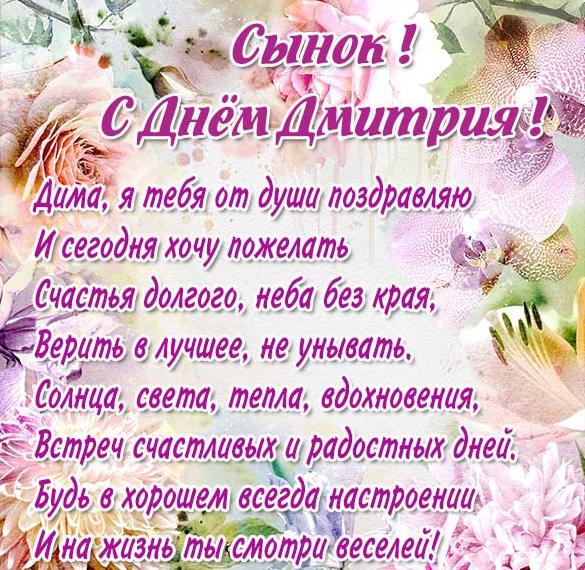 Сынок !
С Днём Дмитрия !
Дима, я тебя от души поздравляю
И сегодня хочу пожелать
Счастья долгого, неба без края,
Верить в лучшее, не унывать.
Солнца, света, тепла, вдохновения,
Встреч счастливых и радостных дней.
Будь в хорошем всегда настроении
И на жизнь ты смотри веселей!